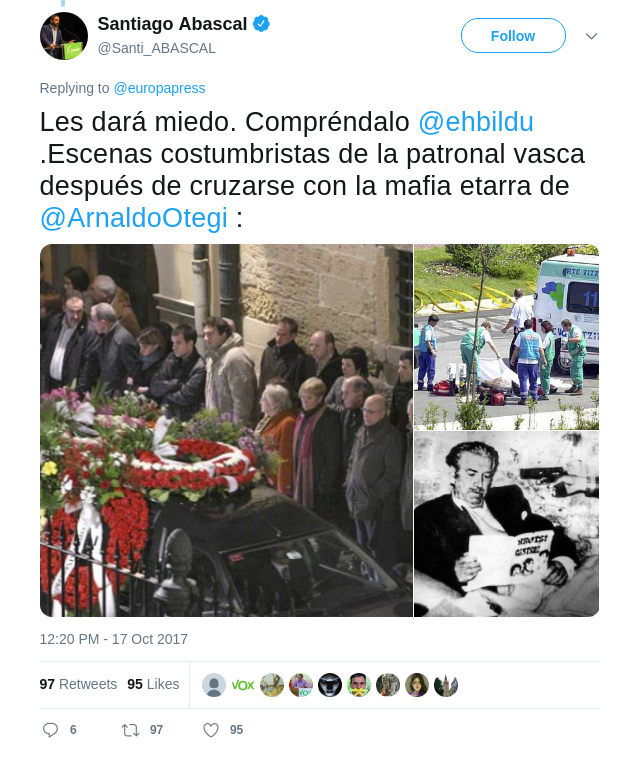 Santiago Abascal
@Santi_ABASCAL
Follow
Replying to @europapress
Les dará miedo. Compréndalo @ehbildu
.Escenas costumbristas de la patronal vasca
después de cruzarse con la mafia etarra de
@ArnaldoOtegi :
12:20 PM - 17 Oct 2017
97 Retweets 95 Likes
VOX
6 97 95